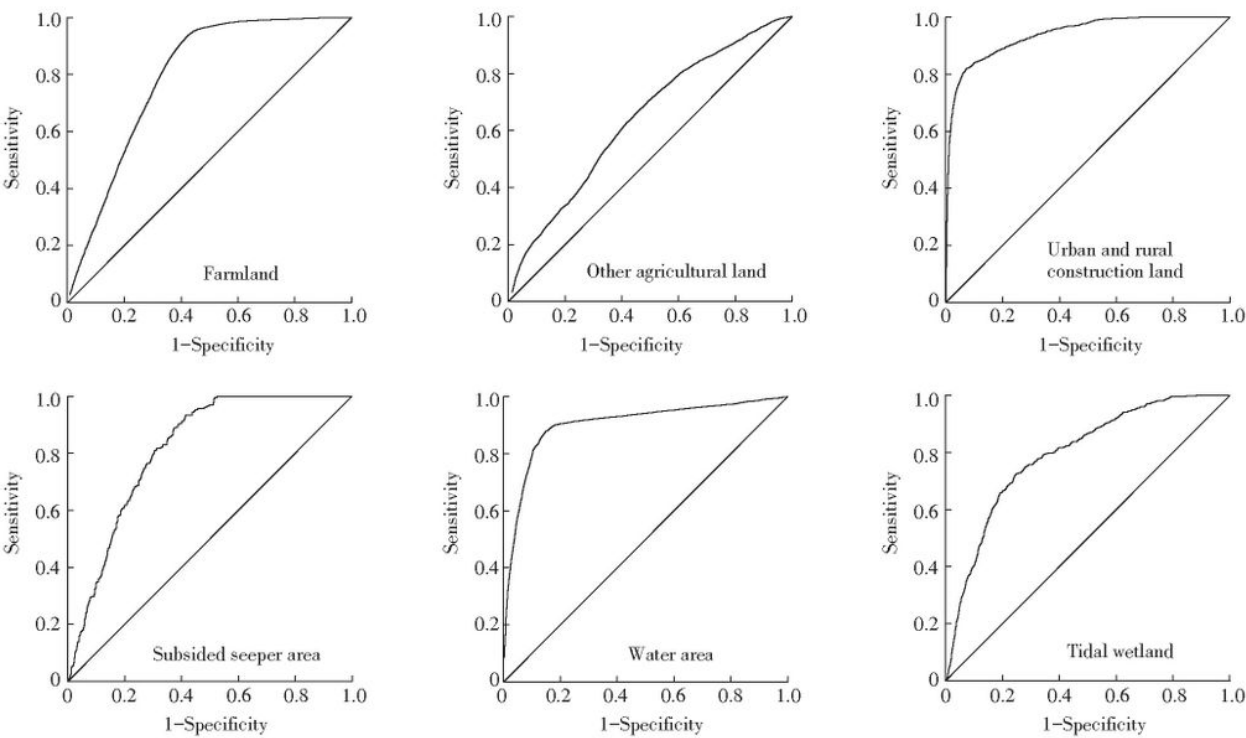 1.0
0.8
0.6
0.4
0.2
0
Sensitivity
Farmland
0 0.2 0.4 0.6 0.8 1.0
1-Specificity
1.0
0.8
0.6
0.4
0.2
0
Sensitivity
Other agricultural land
0 0.2 0.4 0.6 0.8 1.0
1-Specificity
1.0
0.8
0.6
0.4
0.2
0
Sensitivity
Urban and rural
construction land
0 0.2 0.4 0.6 0.8 1.0
1-Specificity
1.0
0.8
0.6
0.4
0.2
0
Sensitivity
Subsided seeper area
0 0.2 0.4 0.6 0.8 1.0
1-Specificity
1.0
0.8
0.6
0.4
0.2
0
Sensitivity
Water area
0 0.2 0.4 0.6 0.8 1.0
1-Specificity
1.0
0.8
0.6
0.4
0.2
0
Sensitivity
Tidal wetland
0 0.2 0.4 0.6 0.8 1.0
1-Specificity